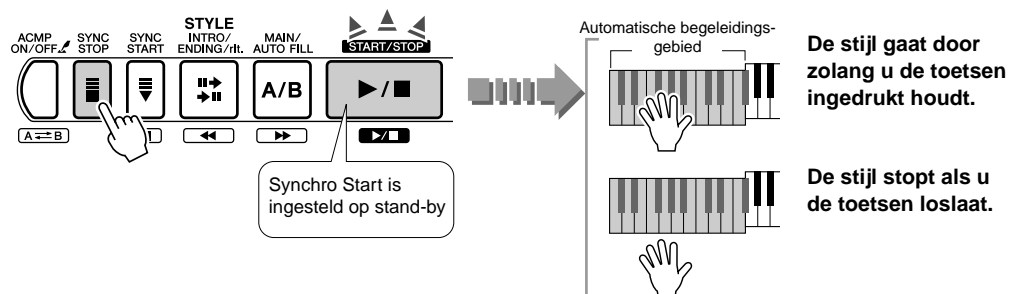 ACMP
ON/OFF
SYNC
STOP
SYNC
START
STYLE
INTRO/
ENDING/rit.
MAIN/
AUTO FILL
START/STOP
A/B
A B
Synchro Start is
ingesteld op stand-by
Automatische begeleidings-
gebied
De stijl gaat door
zolang u de toetsen
ingedrukt houdt.
De stijl stopt als u
de toetsen loslaat.